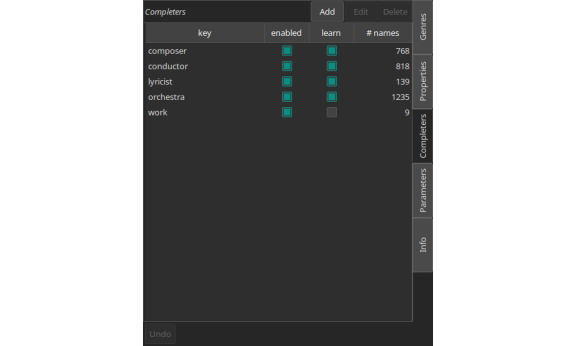 Completers Add Edit Delete
key enabled learn # names
composer 768
conductor 818
lyricist 139
orchestra 1235
work 9
Genres
Properties
Completers
Parameters
Info
Undo